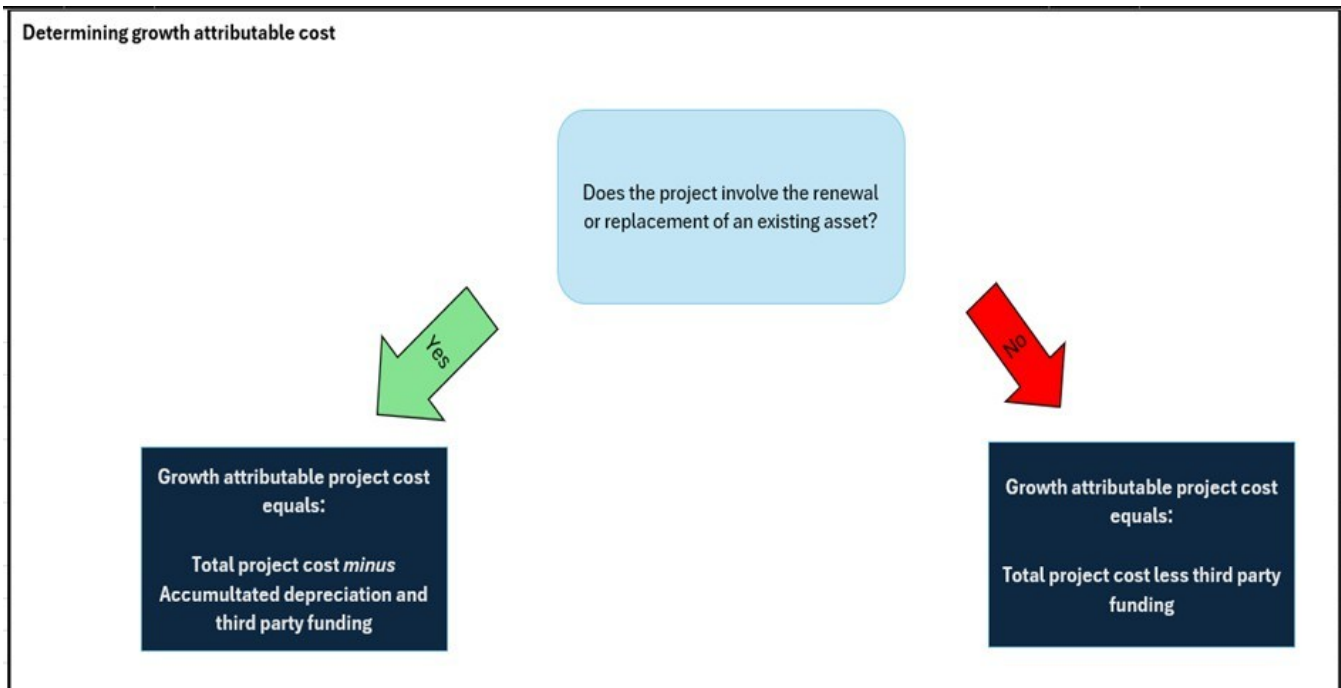 Determining growth attributable cost
Does the project involve the renewal
or replacement of an existing asset?
Yes
No
Growth attributable project cost
equals:
Total project cost minus
Accumultated depreciation and
third party funding
Growth attributable project cost
equals:
Total project cost less third party
funding